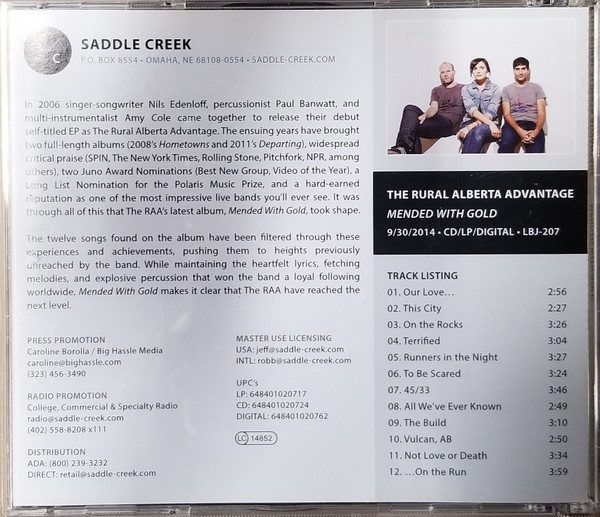 C
SADDLE CREEK
P.O. BOX 8554 • OMAHA, NE 68108-0554 • SADDLE-CREEK.COM
In 2006 singer-songwriter Nils Edenloff, percussionist Paul Banwatt, and
multi-instrumentalist Amy Cole came together to release their debut
self-titled EP as The Rural Alberta Advantage. The ensuing years have brought
two full-length albums (2008's Hometowns and 2011's Departing), widespread
critical praise (SPIN, The New York Times, Rolling Stone, Pitchfork, NPR, among
others), two Juno Award Nominations (Best New Group, Video of the Year), a
Long List Nomination for the Polaris Music Prize, and a hard-earned
reputation as one of the most impressive live bands you'll ever see. It was
through all of this that The RAA's latest album, Mended With Gold, took shape.
The twelve songs found on the album have been filtered through these
experiences and achievements, pushing them to heights previously
unreached by the band. While maintaining the heartfelt lyrics, fetching
melodies, and explosive percussion that won the band a loyal following
worldwide, Mended With Gold makes it clear that The RAA have reached the
next level.
PRESS PROMOTION
Caroline Borolla / Big Hassle Media
caroline@bighassle.com
(323) 456-3490
RADIO PROMOTION
College, Commercial & Specialty Radio
radio@saddle-creek.com
(402) 558-8208 x111
DISTRIBUTION
ADA: (800) 239-3232
DIRECT: retail@saddle-creek.com
MASTER USE LICENSING
USA: jeff@saddle-creek.com
INTL: robb@saddle-creek.com
UPC's
LP: 648401020717
CD: 648401020724
DIGITAL: 648401020762
LC 14852
THE RURAL ALBERTA ADVANTAGE
MENDED WITH GOLD
9/30/2014 • CD/LP/DIGITAL • LBJ-207
TRACK LISTING
01. Our Love... 2:56
02. This City 2:27
03. On the Rocks 3:26
04. Terrified 3:04
05. Runners in the Night 3:27
06. To Be Scared 3:24
07. 45/33 3:46
08. All We've Ever Known 2:49
09. The Build 3:10
10. Vulcan, AB 2:50
11. Not Love or Death 3:34
12. ...On the Run 3:59